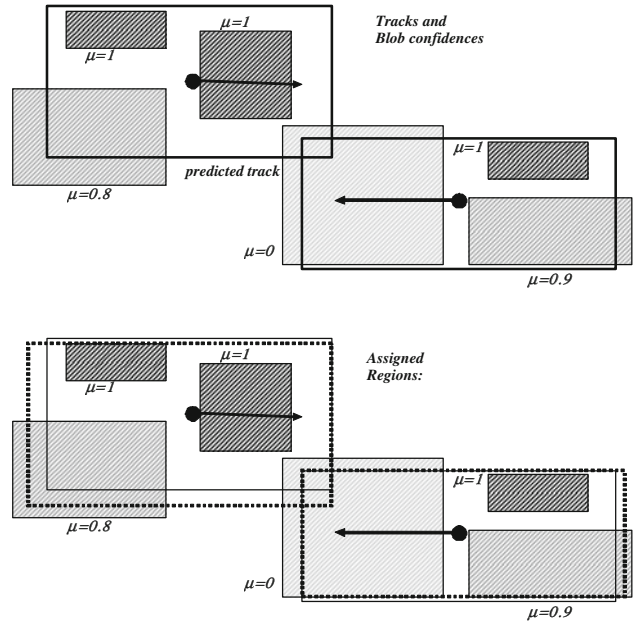 μ=1
Tracks and
Blob confidences
μ=1
μ=1
predicted track
μ=0.8
μ=0
μ=0.9
μ=1
Assigned
Regions:
μ=1
μ=1
μ=0.8
μ=0
μ=0.9